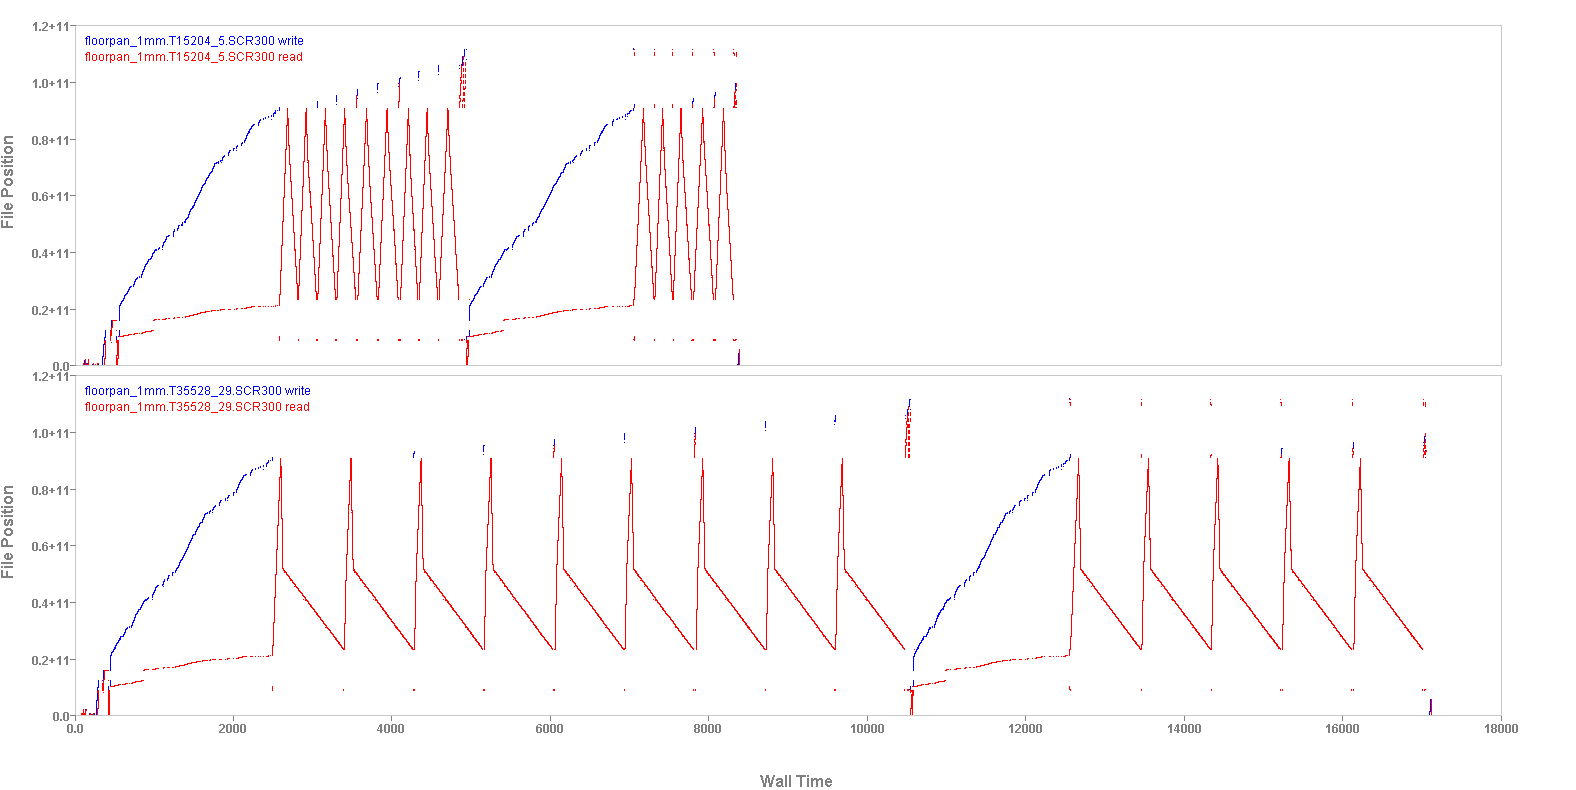 1.2+11
floorpan_1mm.T15204_5.SCR300 write
floorpan_1mm.T15204_5.SCR300 read
1.0+11
0.8+11
0.6+11
0.4+11
0.2+11
0.0
File Position
1.2+11
floorpan_1mm.T35528_29.SCR300 write
floorpan_1mm.T35528_29.SCR300 read
1.0+11
0.8+11
0.6+11
0.4+11
0.2+11
0.0
File Position
0.0 2000 4000 6000 8000 10000 12000 14000 16000 18000
Wall Time